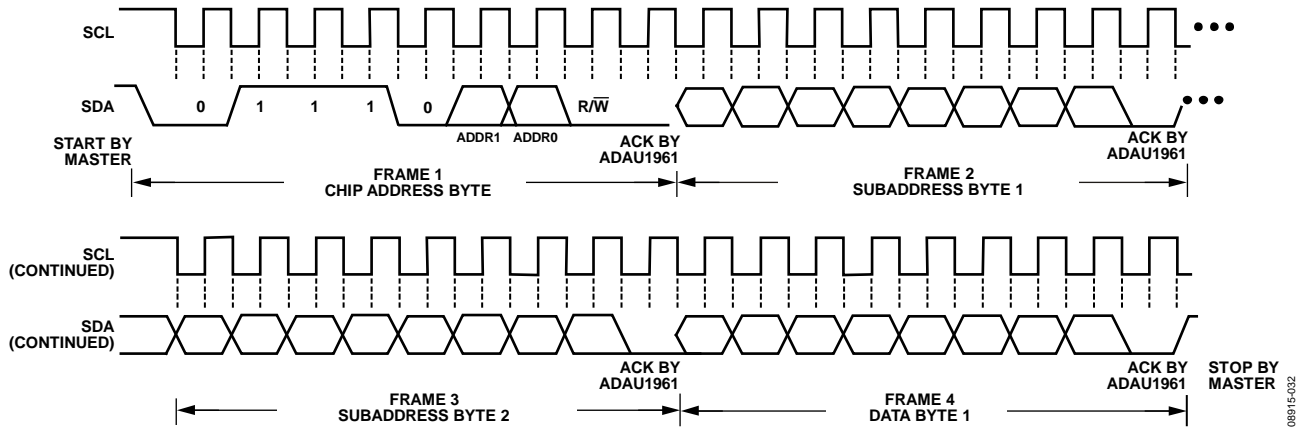 SCL
SDA
0 1 1 1 0 R/W̅
ADDR1 ADDR0
START BY
MASTER
ACK BY
ADAU1961
ACK BY
ADAU1961
FRAME 1
CHIP ADDRESS BYTE
FRAME 2
SUBADDRESS BYTE 1
SCL
(CONTINUED)
SDA
(CONTINUED)
ACK BY
ADAU1961
ACK BY
ADAU1961
STOP BY
MASTER
FRAME 3
SUBADDRESS BYTE 2
FRAME 4
DATA BYTE 1
08915-032